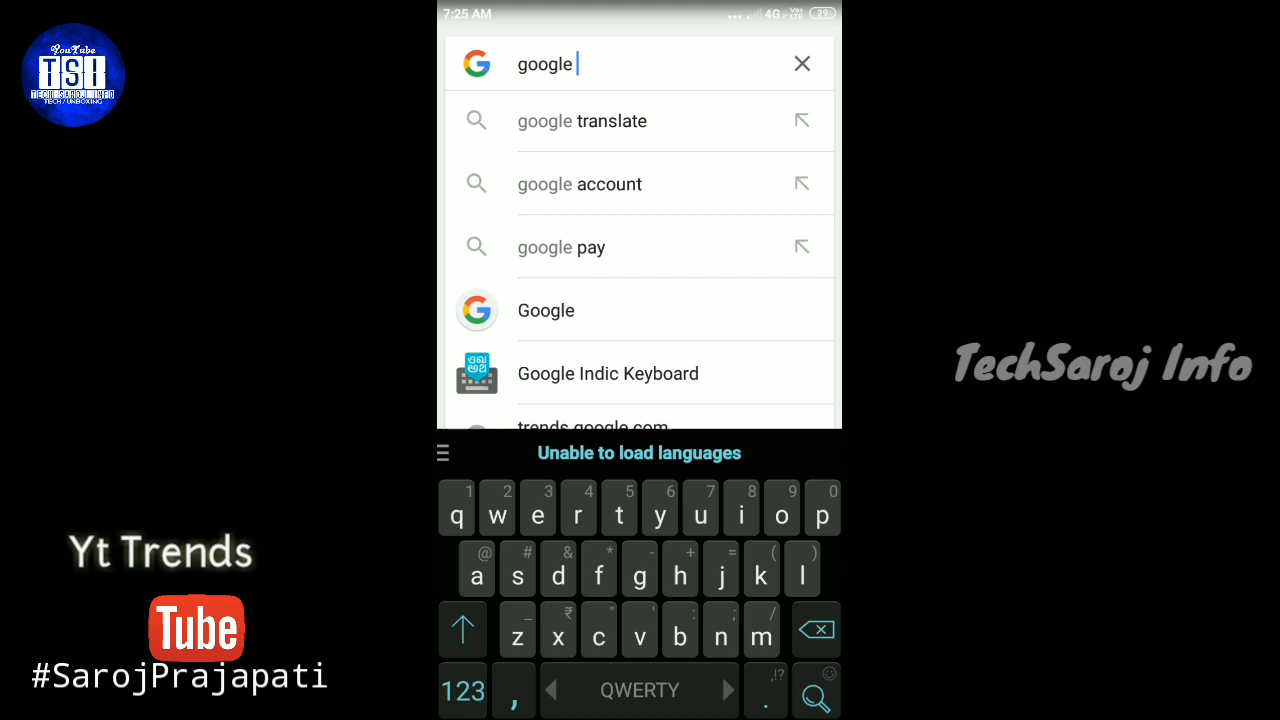 YouTube
TSI
TECH SAROJ INFO
TECH / UNBOXING
7:25 AM
4G
Vo
LTE
29
google
google translate
google account
google pay
Google
Google Indic Keyboard
trends.google.com
TechSaroj Info
Unable to load languages
1 2 3 4 5 6 7 8 9 0
q w e r t y u i o p
@ # & * - + = ( )
a s d f g h j k l
_ ₹ " ' : ; /
z x c v b n m
,!?
123 , QWERTY .
Yt Trends
Tube
#SarojPrajapati